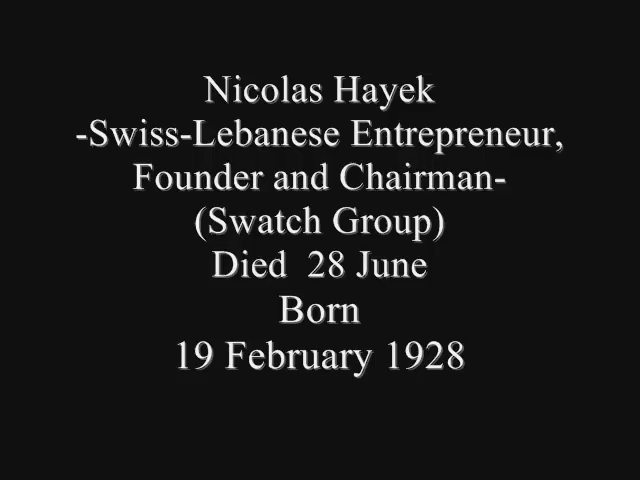 Nicolas Hayek
-Swiss-Lebanese Entrepreneur,
Founder and Chairman-
(Swatch Group)
Died  28 June
Born
19 February 1928